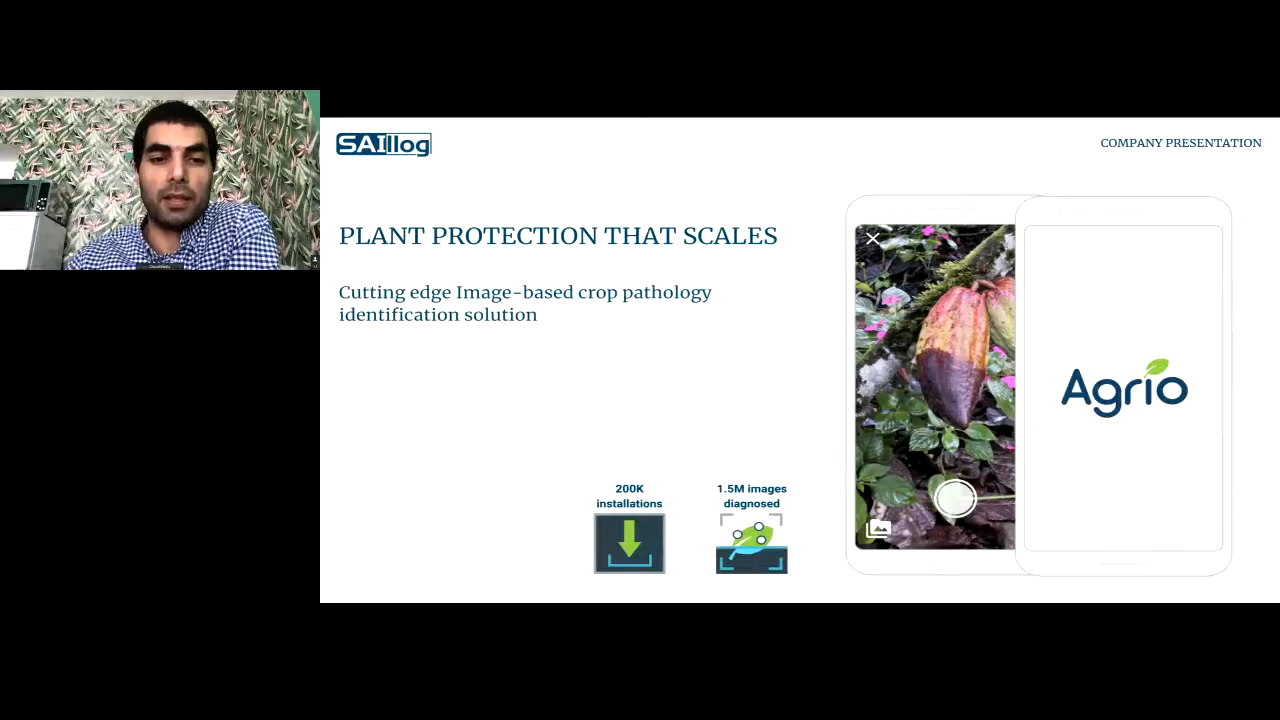 SAIllog
COMPANY PRESENTATION
PLANT PROTECTION THAT SCALES
Cutting edge Image-based crop pathology
identification solution
200K
installations
1.5M images
diagnosed
Agrio